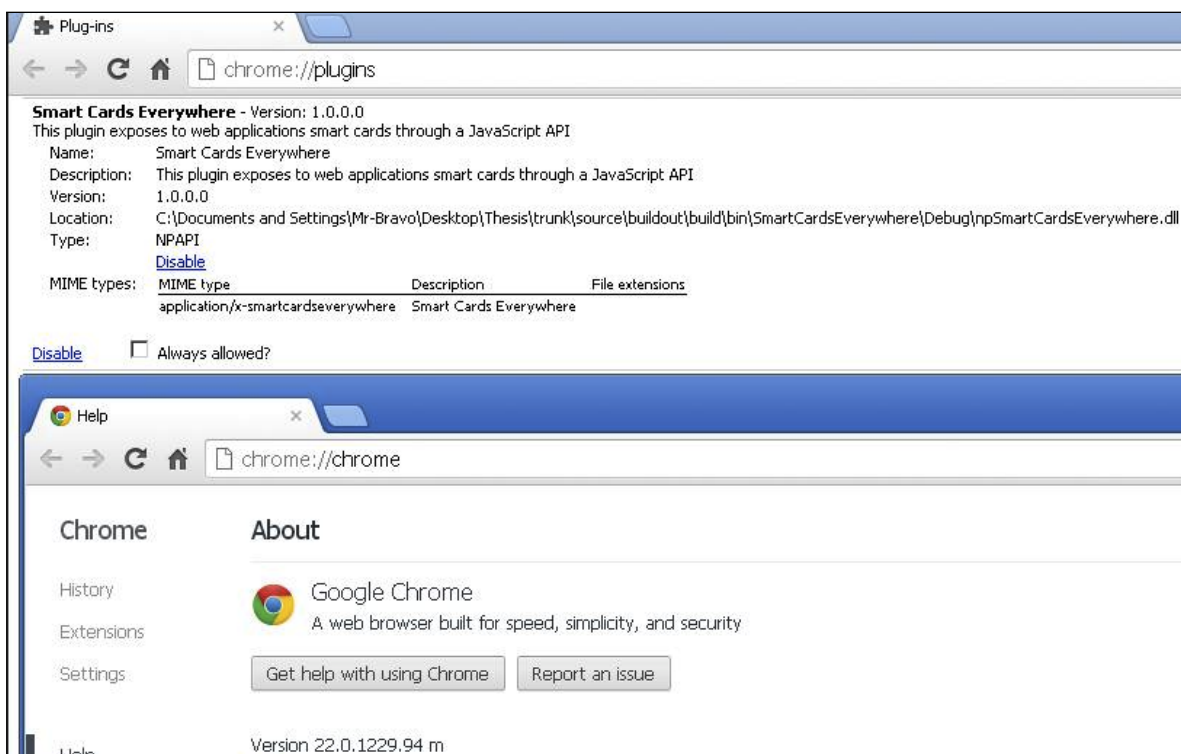 Plug-ins
chrome://plugins
Smart Cards Everywhere - Version: 1.0.0.0
This plugin exposes to web applications smart cards through a JavaScript API
Name: Smart Cards Everywhere
Description: This plugin exposes to web applications smart cards through a JavaScript API
Version: 1.0.0.0
Location: C:\Documents and Settings\Mr-Bravo\Desktop\Thesis\trunk\source\buildout\build\bin\SmartCardsEverywhere\Debug\npSmartCardsEverywhere.dll
Type: NPAPI
Disable
MIME types: MIME type Description File extensions
application/x-smartcardseverywhere Smart Cards Everywhere
Disable Always allowed?
Help
chrome://chrome
Chrome About
History Google Chrome
A web browser built for speed, simplicity, and security
Extensions
Settings Get help with using Chrome Report an issue
Help Version 22.0.1229.94 m